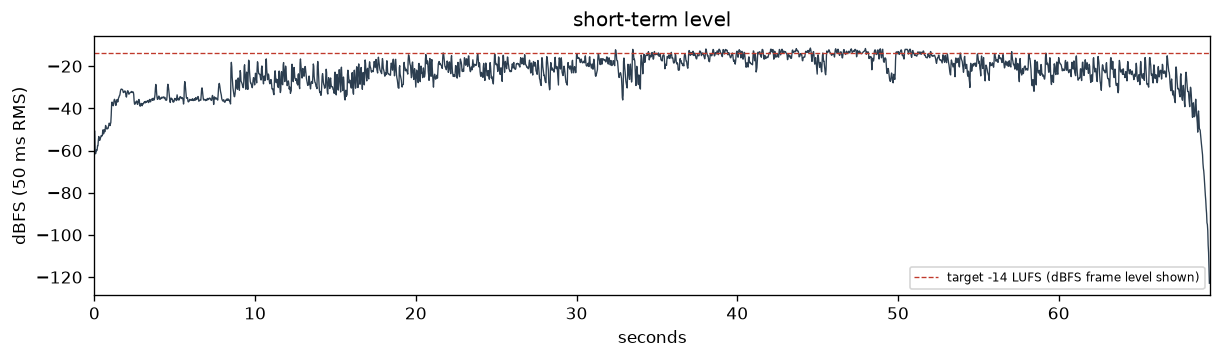 short-term level
dBFS (50 ms RMS)
−20
−40
−60
−80
−100
−120
target -14 LUFS (dBFS frame level shown)
0 10 20 30 40 50 60
seconds